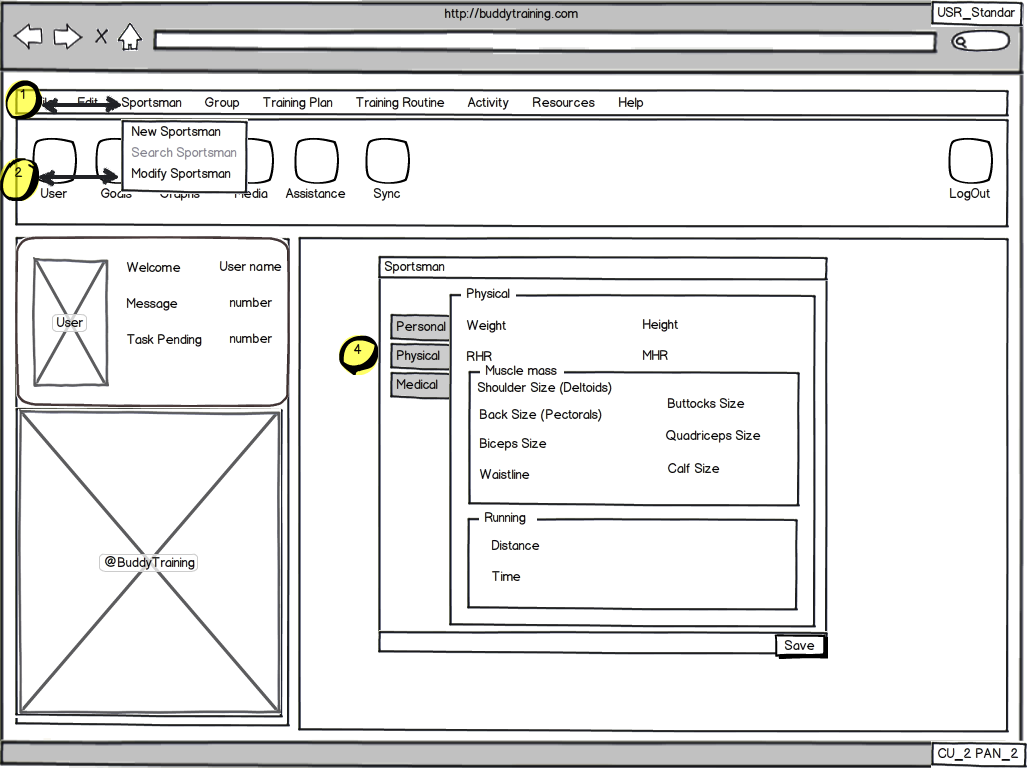 http://buddytraining.com
USR_Standar
1
Edit Sportsman Group Training Plan Training Routine Activity Resources Help
New Sportsman
Search Sportsman
Modify Sportsman
2
User Goals Graphs Media Assistance Sync LogOut
Welcome User name
Message number
Task Pending number
User
@BuddyTraining
Sportsman
4
Personal
Physical
Medical
Physical
Weight Height
RHR MHR
Muscle mass
Shoulder Size (Deltoids)
Buttocks Size
Back Size (Pectorals)
Quadriceps Size
Biceps Size
Calf Size
Waistline
Running
Distance
Time
Save
CU_2 PAN_2